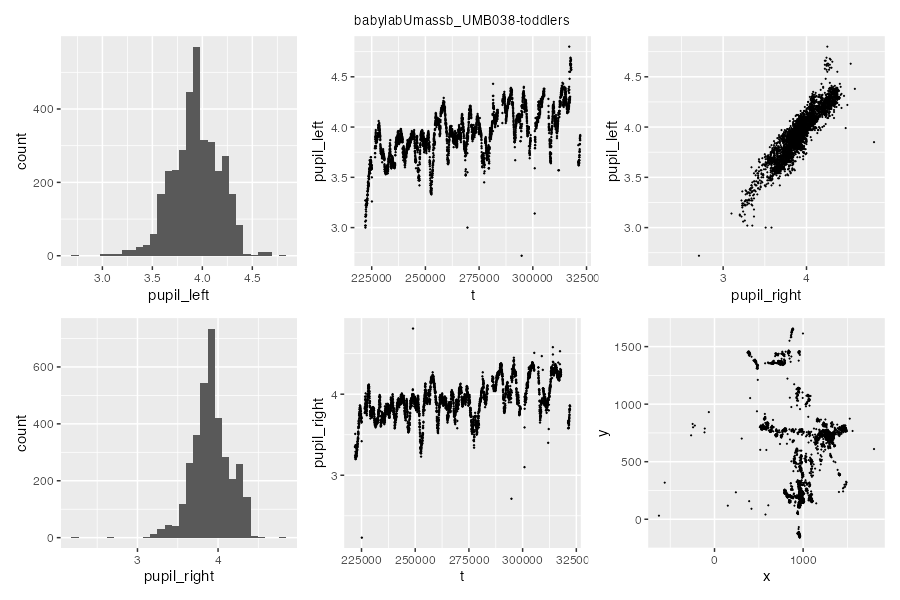 babylabUmassb_UMB038-toddlers
count
400
200
0
3.0 3.5 4.0 4.5
pupil_left
pupil_left
4.5
4.0
3.5
3.0
225000 250000 275000 300000 32500
t
pupil_left
4.5
4.0
3.5
3.0
3 4
pupil_right
count
600
400
200
0
3 4
pupil_right
pupil_right
4
3
225000 250000 275000 300000 32500
t
y
1500
1000
500
0
0 1000
x